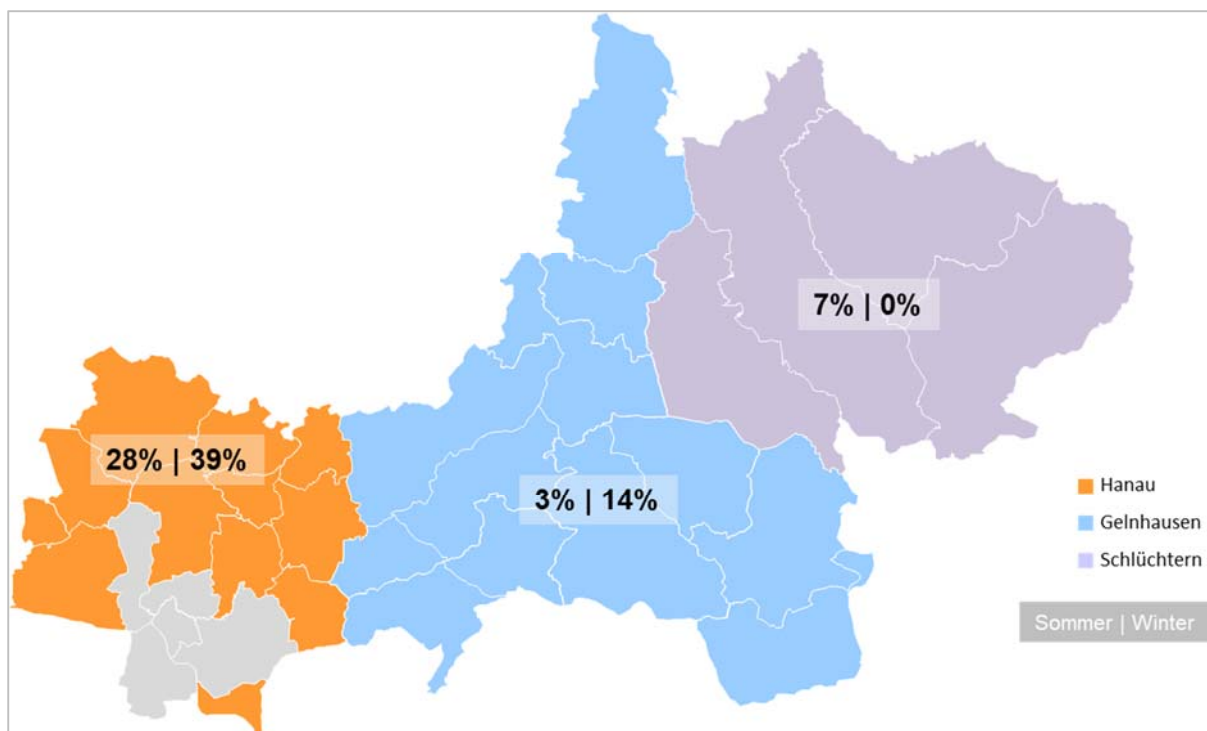 7% | 0%
28% | 39%
3% | 14%
Hanau
Gelnhausen
Schlüchtern
Sommer | Winter